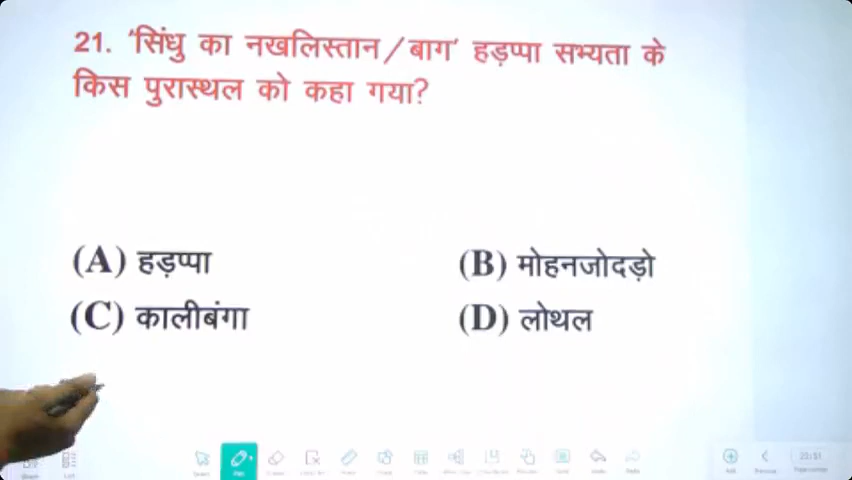 21. 'सिंधु का नखलिस्तान/बाग' हड़प्पा सभ्यता के
किस पुरास्थल को कहा गया?
(A) हड़प्पा
(B) मोहनजोदड़ो
(C) कालीबंगा
(D) लोथल